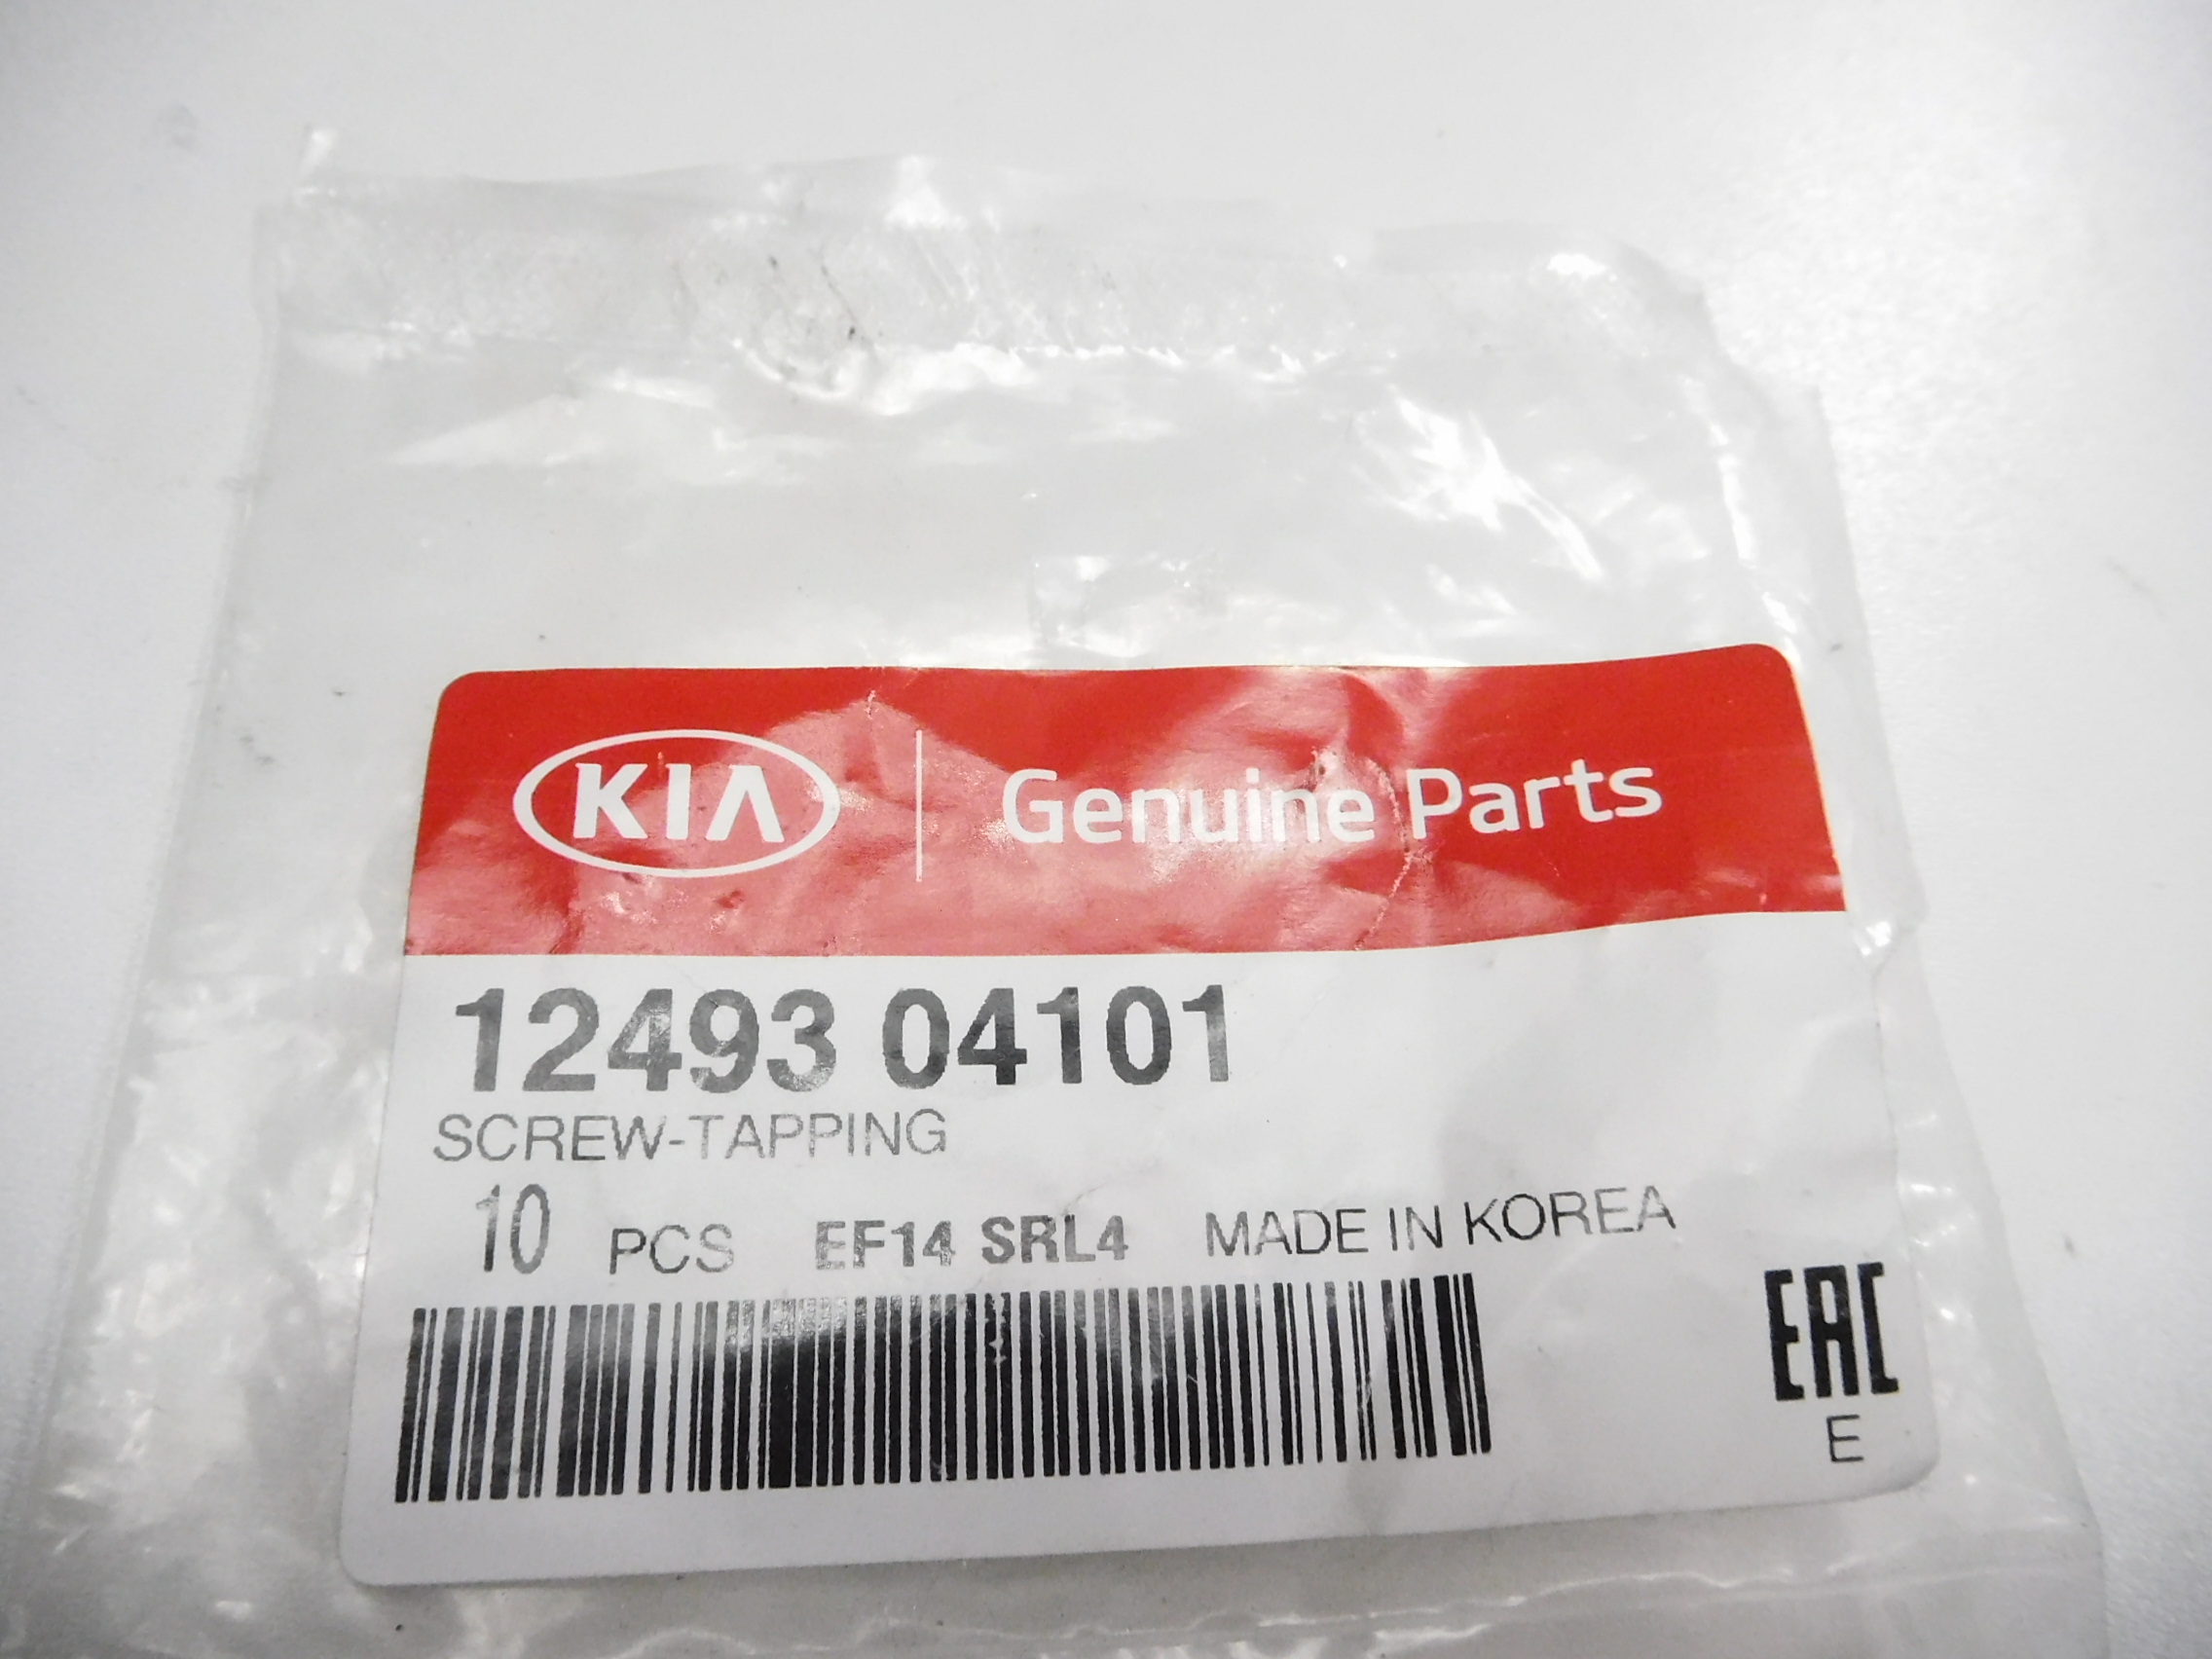 KIA Genuine Parts
12493 04101
SCREW-TAPPING
10 PCS EF14 SRL4 MADE IN KOREA
EAC
E